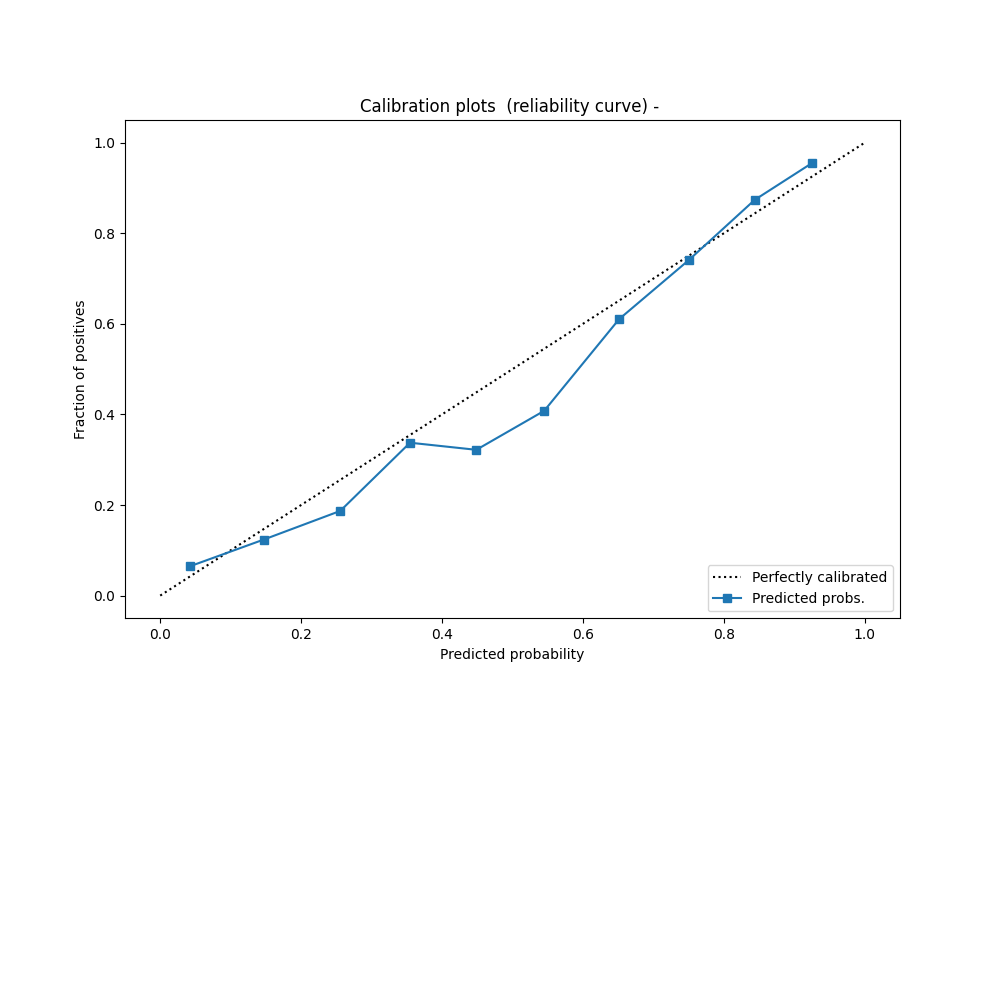 Calibration plots  (reliability curve) -
Fraction of positives
1.0
0.8
0.6
0.4
0.2
0.0
0.0 0.2 0.4 0.6 0.8 1.0
Predicted probability
Perfectly calibrated
Predicted probs.